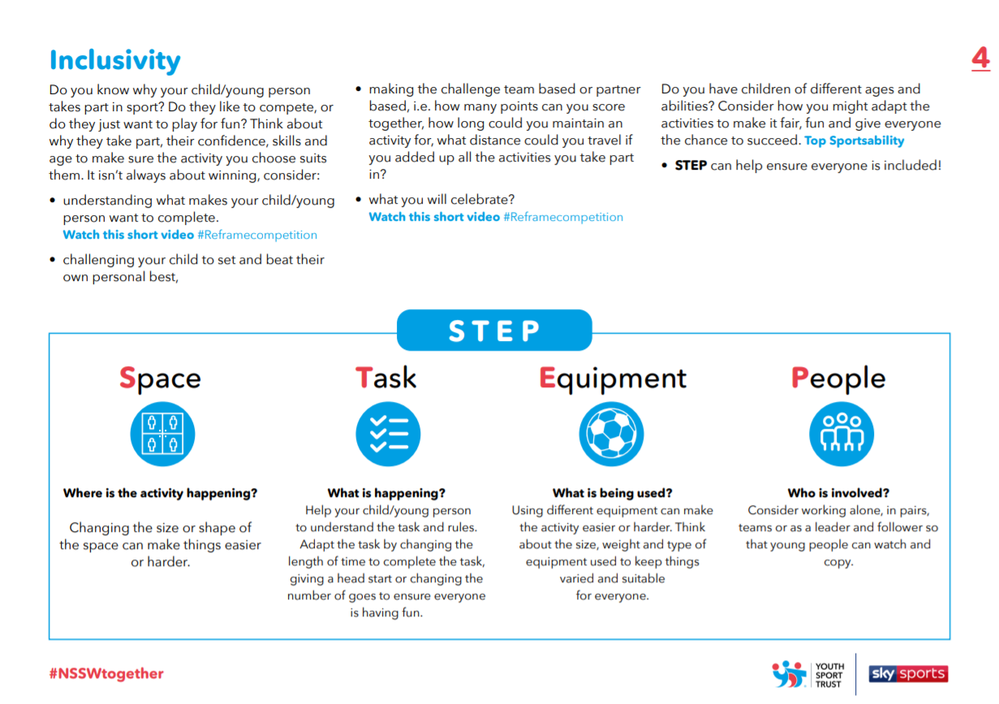 Inclusivity
4
Do you know why your child/young person
takes part in sport? Do they like to compete, or
do they just want to play for fun? Think about
why they take part, their confidence, skills and
age to make sure the activity you choose suits
them. It isn’t always about winning, consider:
• understanding what makes your child/young
person want to complete.
Watch this short video #Reframecompetition
• challenging your child to set and beat their
own personal best,
• making the challenge team based or partner
based, i.e. how many points can you score
together, how long could you maintain an
activity for, what distance could you travel if
you added up all the activities you take part
in?
• what you will celebrate?
Watch this short video #Reframecompetition
Do you have children of different ages and
abilities? Consider how you might adapt the
activities to make it fair, fun and give everyone
the chance to succeed. Top Sportsability
• STEP can help ensure everyone is included!
STEP
Space
Where is the activity happening?
Changing the size or shape of
the space can make things easier
or harder.
Task
What is happening?
Help your child/young person
to understand the task and rules.
Adapt the task by changing the
length of time to complete the task,
giving a head start or changing the
number of goes to ensure everyone
is having fun.
Equipment
What is being used?
Using different equipment can make
the activity easier or harder. Think
about the size, weight and type of
equipment used to keep things
varied and suitable
for everyone.
People
Who is involved?
Consider working alone, in pairs,
teams or as a leader and follower so
that young people can watch and
copy.
#NSSWtogether
YOUTH
SPORT
TRUST
sky sports